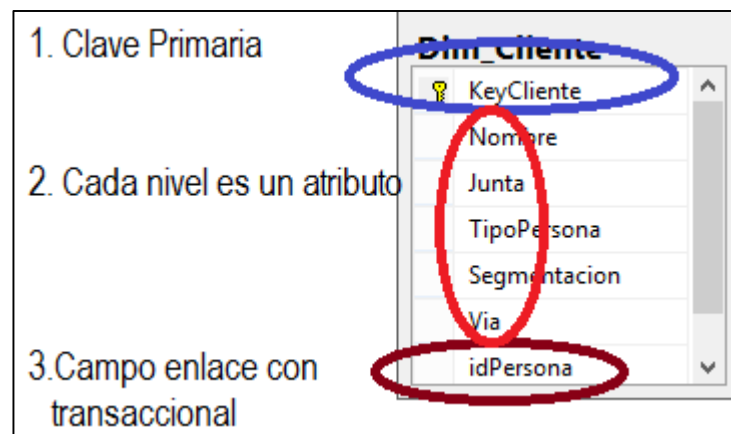 1. Clave Primaria
Dim_Cliente
KeyCliente
Nombre
2. Cada nivel es un atributo
Junta
TipoPersona
Segmentacion
Via
3.Campo enlace con
transaccional
idPersona